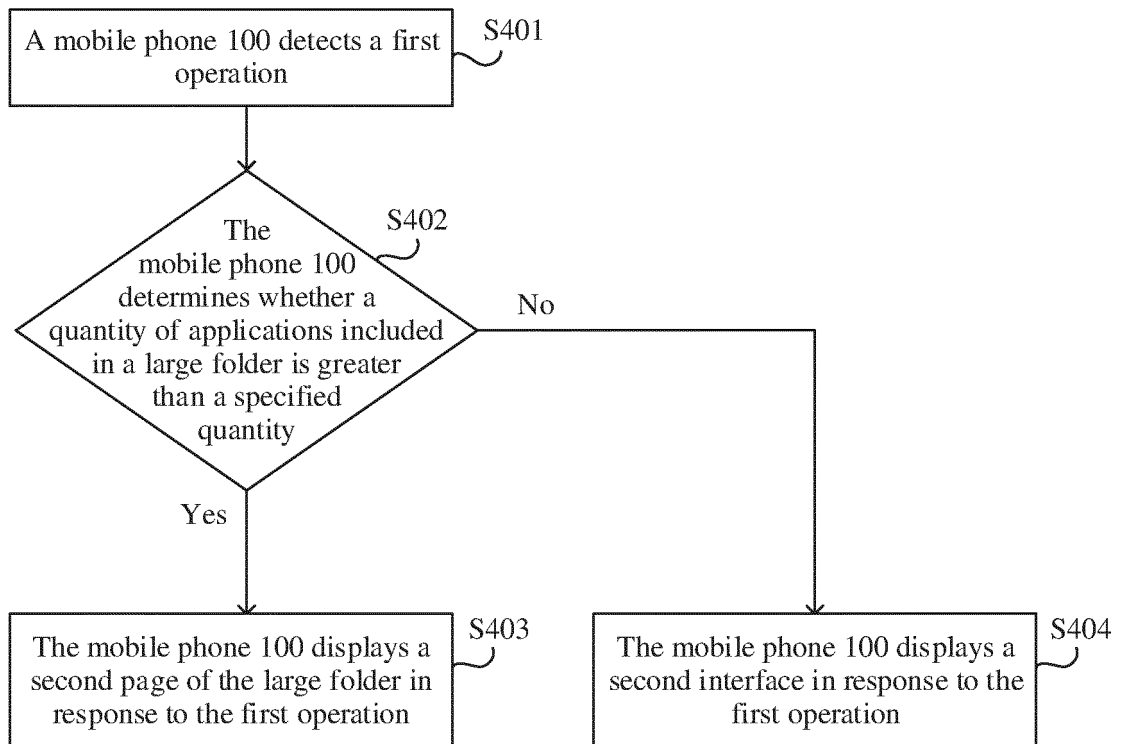 A mobile phone 100 detects a first
operation
S401
The
mobile phone 100
determines whether a
quantity of applications included
in a large folder is greater
than a specified
quantity
S402
No
Yes
The mobile phone 100 displays a
second page of the large folder in
response to the first operation
S403
The mobile phone 100 displays a
second interface in response to the
first operation
S404